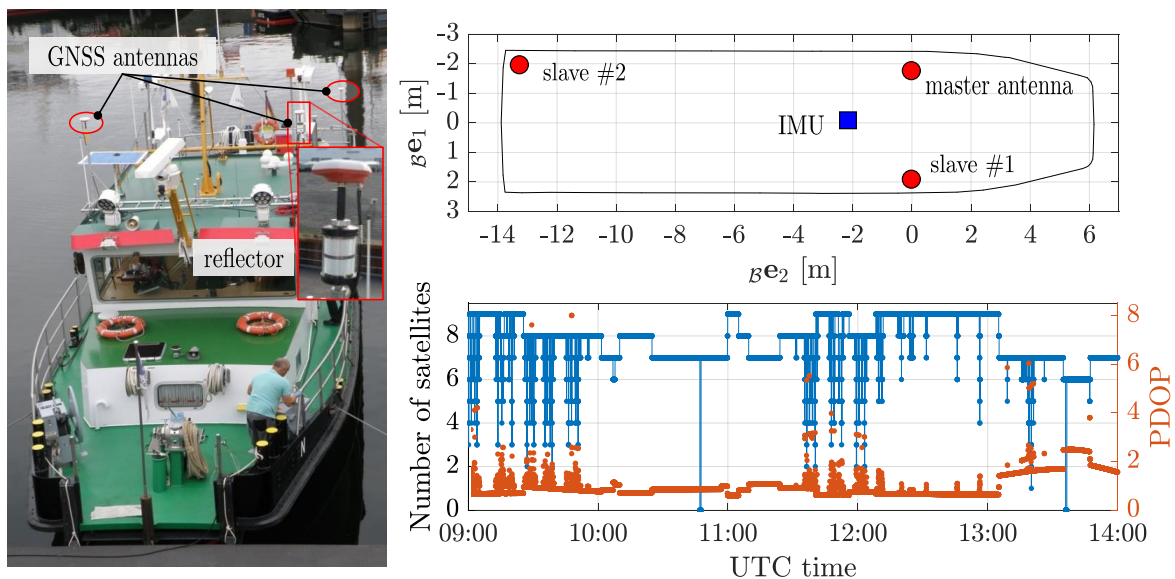 GNSS antennas
reflector
N
-3
-2
-1
0
1
2
3
ᵦe₁ [m]
slave #2
master antenna
IMU
slave #1
-14 -12 -10 -8 -6 -4 -2 0 2 4 6
ᵦe₂ [m]
Number of satellites
8
6
4
2
0
PDOP
8
6
4
2
0
09:00 10:00 11:00 12:00 13:00 14:00
UTC time